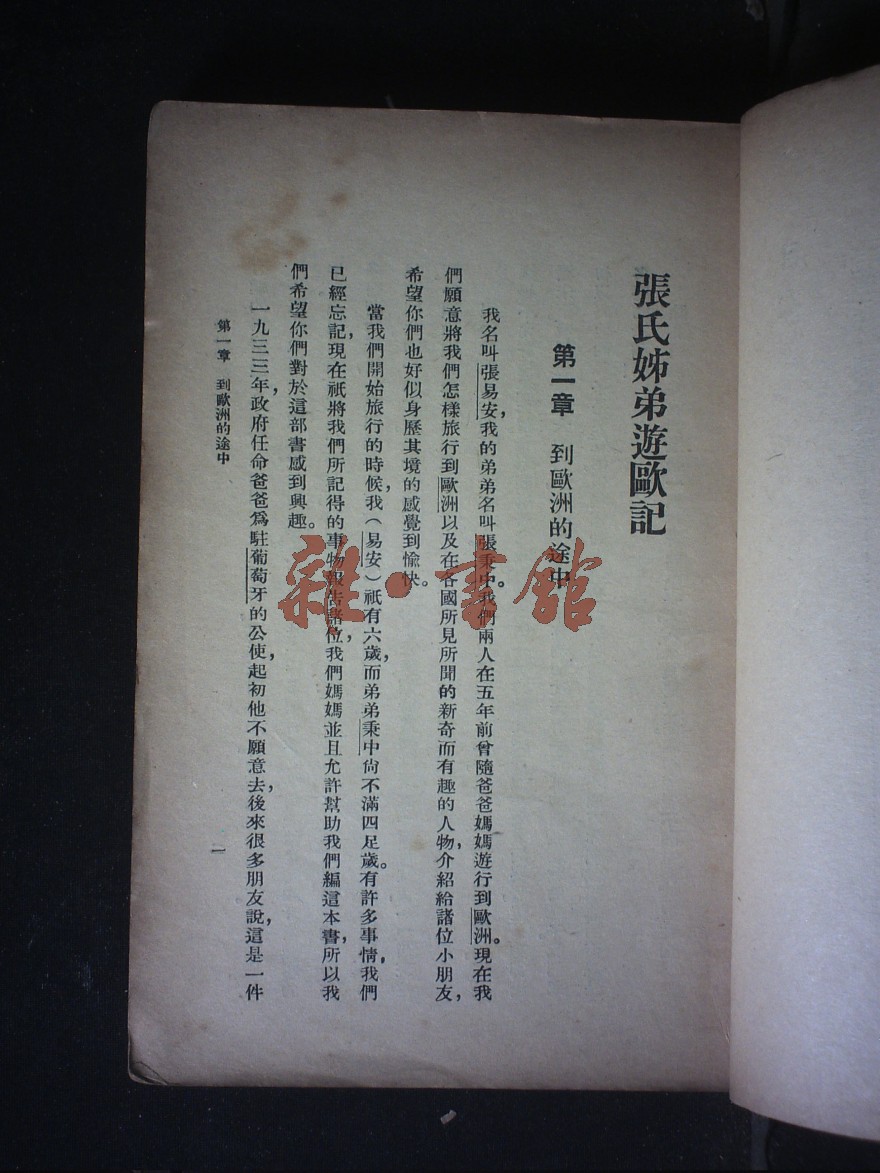 張氏姊弟遊歐記
第一章　到歐洲的途中
我名叫張易安，我的弟弟名叫張秉中。我們兩人在五年前曾隨爸爸媽媽遊行到歐洲。現在我
們願意將我們怎樣旅行到歐洲以及在各國所見所聞的新奇而有趣的人物，介紹給諸位小朋友，
希望你們也好似身歷其境的感覺到愉快。
當我們開始旅行的時候，我（易安）祇有六歲，而弟弟秉中尙不滿四足歲。有許多事情，我們
已經忘記，現在祇將我們所記得的事物報告諸位，我們媽媽並且允許幫助我們編這本書，所以我
們希望你們對於這部書感到興趣。
一九三三年，政府任命爸爸爲駐葡萄牙的公使，起初他不願意去，後來很多朋友說，這是一件
第一章　到歐洲的途中
一
雜·書館